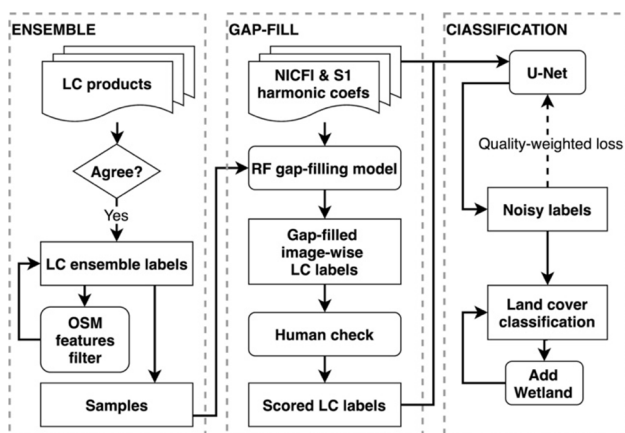 ENSEMBLE
LC products
Agree?
Yes
LC ensemble labels
OSM
features
filter
Samples
GAP-FILL
NICFI & S1
harmonic coefs
RF gap-filling model
Gap-filled
image-wise
LC labels
Human check
Scored LC labels
ClASSIFICATION
U-Net
Quality-weighted loss
Noisy labels
Land cover
classification
Add
Wetland